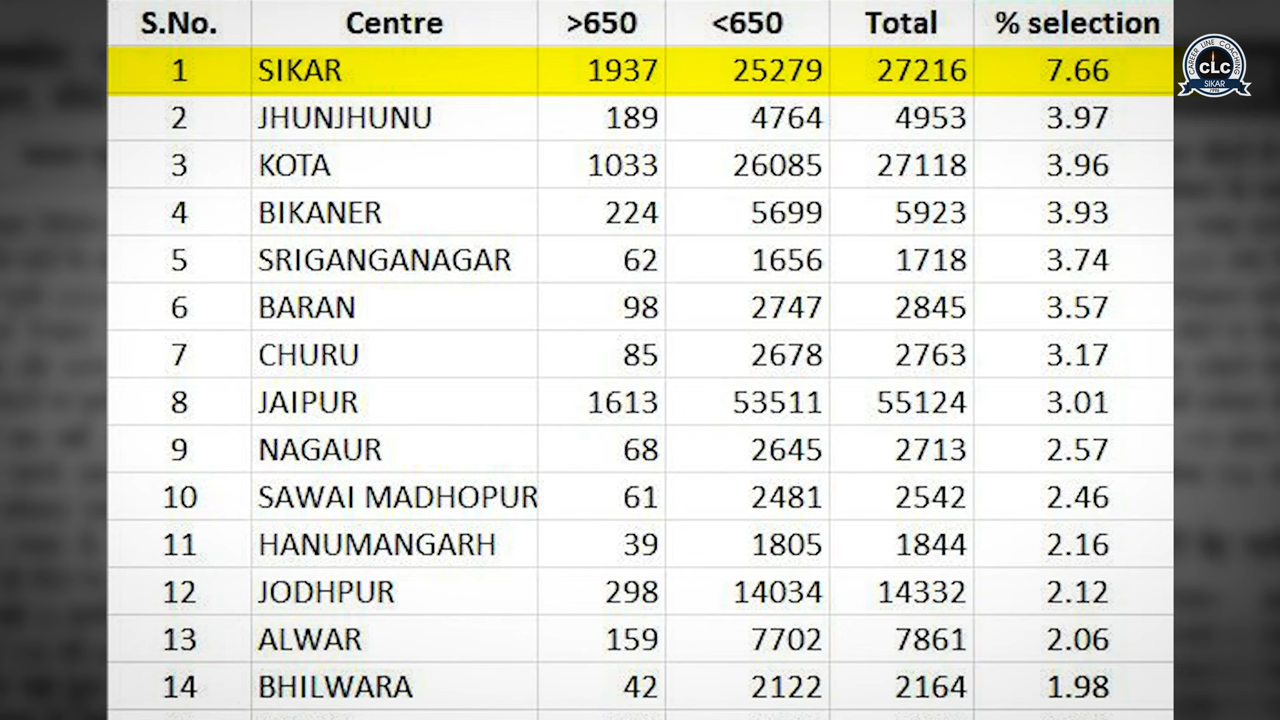 S.No. Centre >650 <650 Total % selection
1 SIKAR 1937 25279 27216 7.66
2 JHUNJHUNU 189 4764 4953 3.97
3 KOTA 1033 26085 27118 3.96
4 BIKANER 224 5699 5923 3.93
5 SRIGANGANAGAR 62 1656 1718 3.74
6 BARAN 98 2747 2845 3.57
7 CHURU 85 2678 2763 3.17
8 JAIPUR 1613 53511 55124 3.01
9 NAGAUR 68 2645 2713 2.57
10 SAWAI MADHOPUR 61 2481 2542 2.46
11 HANUMANGARH 39 1805 1844 2.16
12 JODHPUR 298 14034 14332 2.12
13 ALWAR 159 7702 7861 2.06
14 BHILWARA 42 2122 2164 1.98
CAREER LINE COACHING
CLC
SIKAR